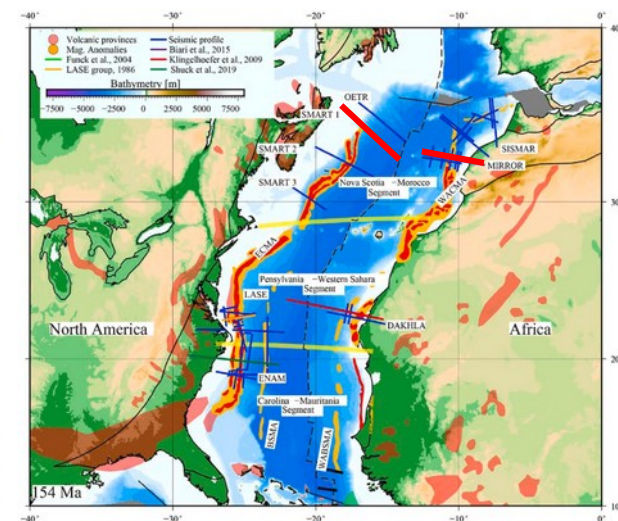 −40 −30 −20 −10 0
Volcanic provinces Seismic profile
Mag. Anomalies Biari et al., 2015
Funck et al., 2004 Klingelhoefer et al., 2009
LASE group, 1986 Shuck et al., 2019
Bathymetry [m]
−7500 −5000 −2500 0 2500 5000 7500
OETR
SMART 1
SMART 2
SISMAR
MIRROR
SMART 3
Nova Scotia −Morocco
Segment
WACMA
30
ECMA
Pensylvania −Western Sahara
Segment
LASE
North America
DAKHLA
Africa
20
ENAM
Carolina −Mauritania
Segment
BSMA
WABSMA
154 Ma
10
−40 −30 −20 −10 0